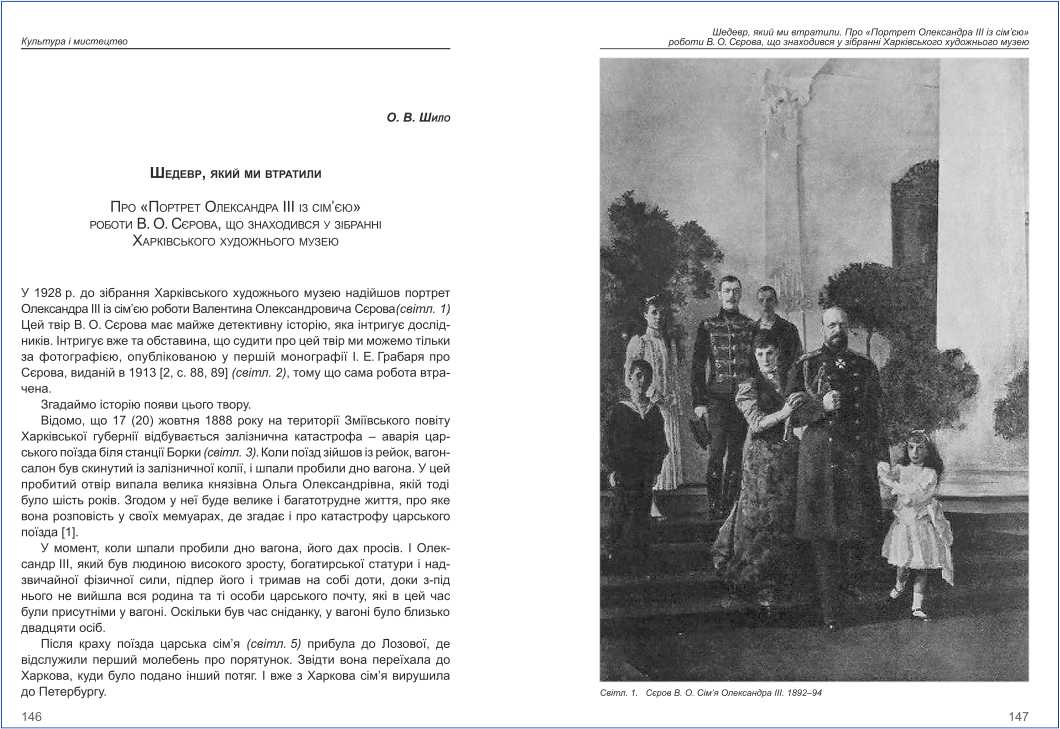 Культура і мистецтво
О. В. Шило
Шедевр, який ми втратили
Про «Портрет Олександра III із сім’єю»
роботи В. О. Сєрова, що знаходився у зібранні
Харківського художнього музею
У 1928 р. до зібрання Харківського художнього музею надійшов портрет
Олександра III із сім’єю роботи Валентина Олександровича Сєрова(світл. 1)
Цей твір В. О. Сєрова має майже детективну історію, яка інтригує дослід-
ників. Інтригує вже та обставина, що судити про цей твір ми можемо тільки
за фотографією, опублікованою у першій монографії І. Е. Грабаря про
Сєрова, виданій в 1913 [2, с. 88, 89] (світл. 2), тому що сама робота втра-
чена.
Згадаймо історію появи цього твору.
Відомо, що 17 (20) жовтня 1888 року на території Зміївського повіту
Харківської губернії відбувається залізнична катастрофа – аварія цар-
ського поїзда біля станції Борки (світл. 3). Коли поїзд зійшов із рейок, вагон-
салон був скинутий із залізничної колії, і шпали пробили дно вагона. У цей
пробитий отвір випала велика князівна Ольга Олександрівна, якій тоді
було шість років. Згодом у неї буде велике і багатотрудне життя, про яке
вона розповість у своїх мемуарах, де згадає і про катастрофу царського
поїзда [1].
У момент, коли шпали пробили дно вагона, його дах просів. І Олек-
сандр III, який був людиною високого зросту, богатирської статури і над-
звичайної фізичної сили, підпер його і тримав на собі доти, доки з-під
нього не вийшла вся родина та ті особи царського почту, які в цей час
були присутніми у вагоні. Оскільки був час сніданку, у вагоні було близько
двадцяти осіб.
Після краху поїзда царська сім’я (світл. 5) прибула до Лозової, де
відслужили перший молебень про порятунок. Звідти вона переїхала до
Харкова, куди було подано інший потяг. І вже з Харкова сім’я вирушила
до Петербургу.
146
Шедевр, який ми втратили. Про «Портрет Олександра III із сім’єю»
роботи В. О. Сєрова, що знаходився у зібранні Харківського художнього музею
Світл. 1. Сєров В. О. Сім’я Олександра III. 1892–94
147